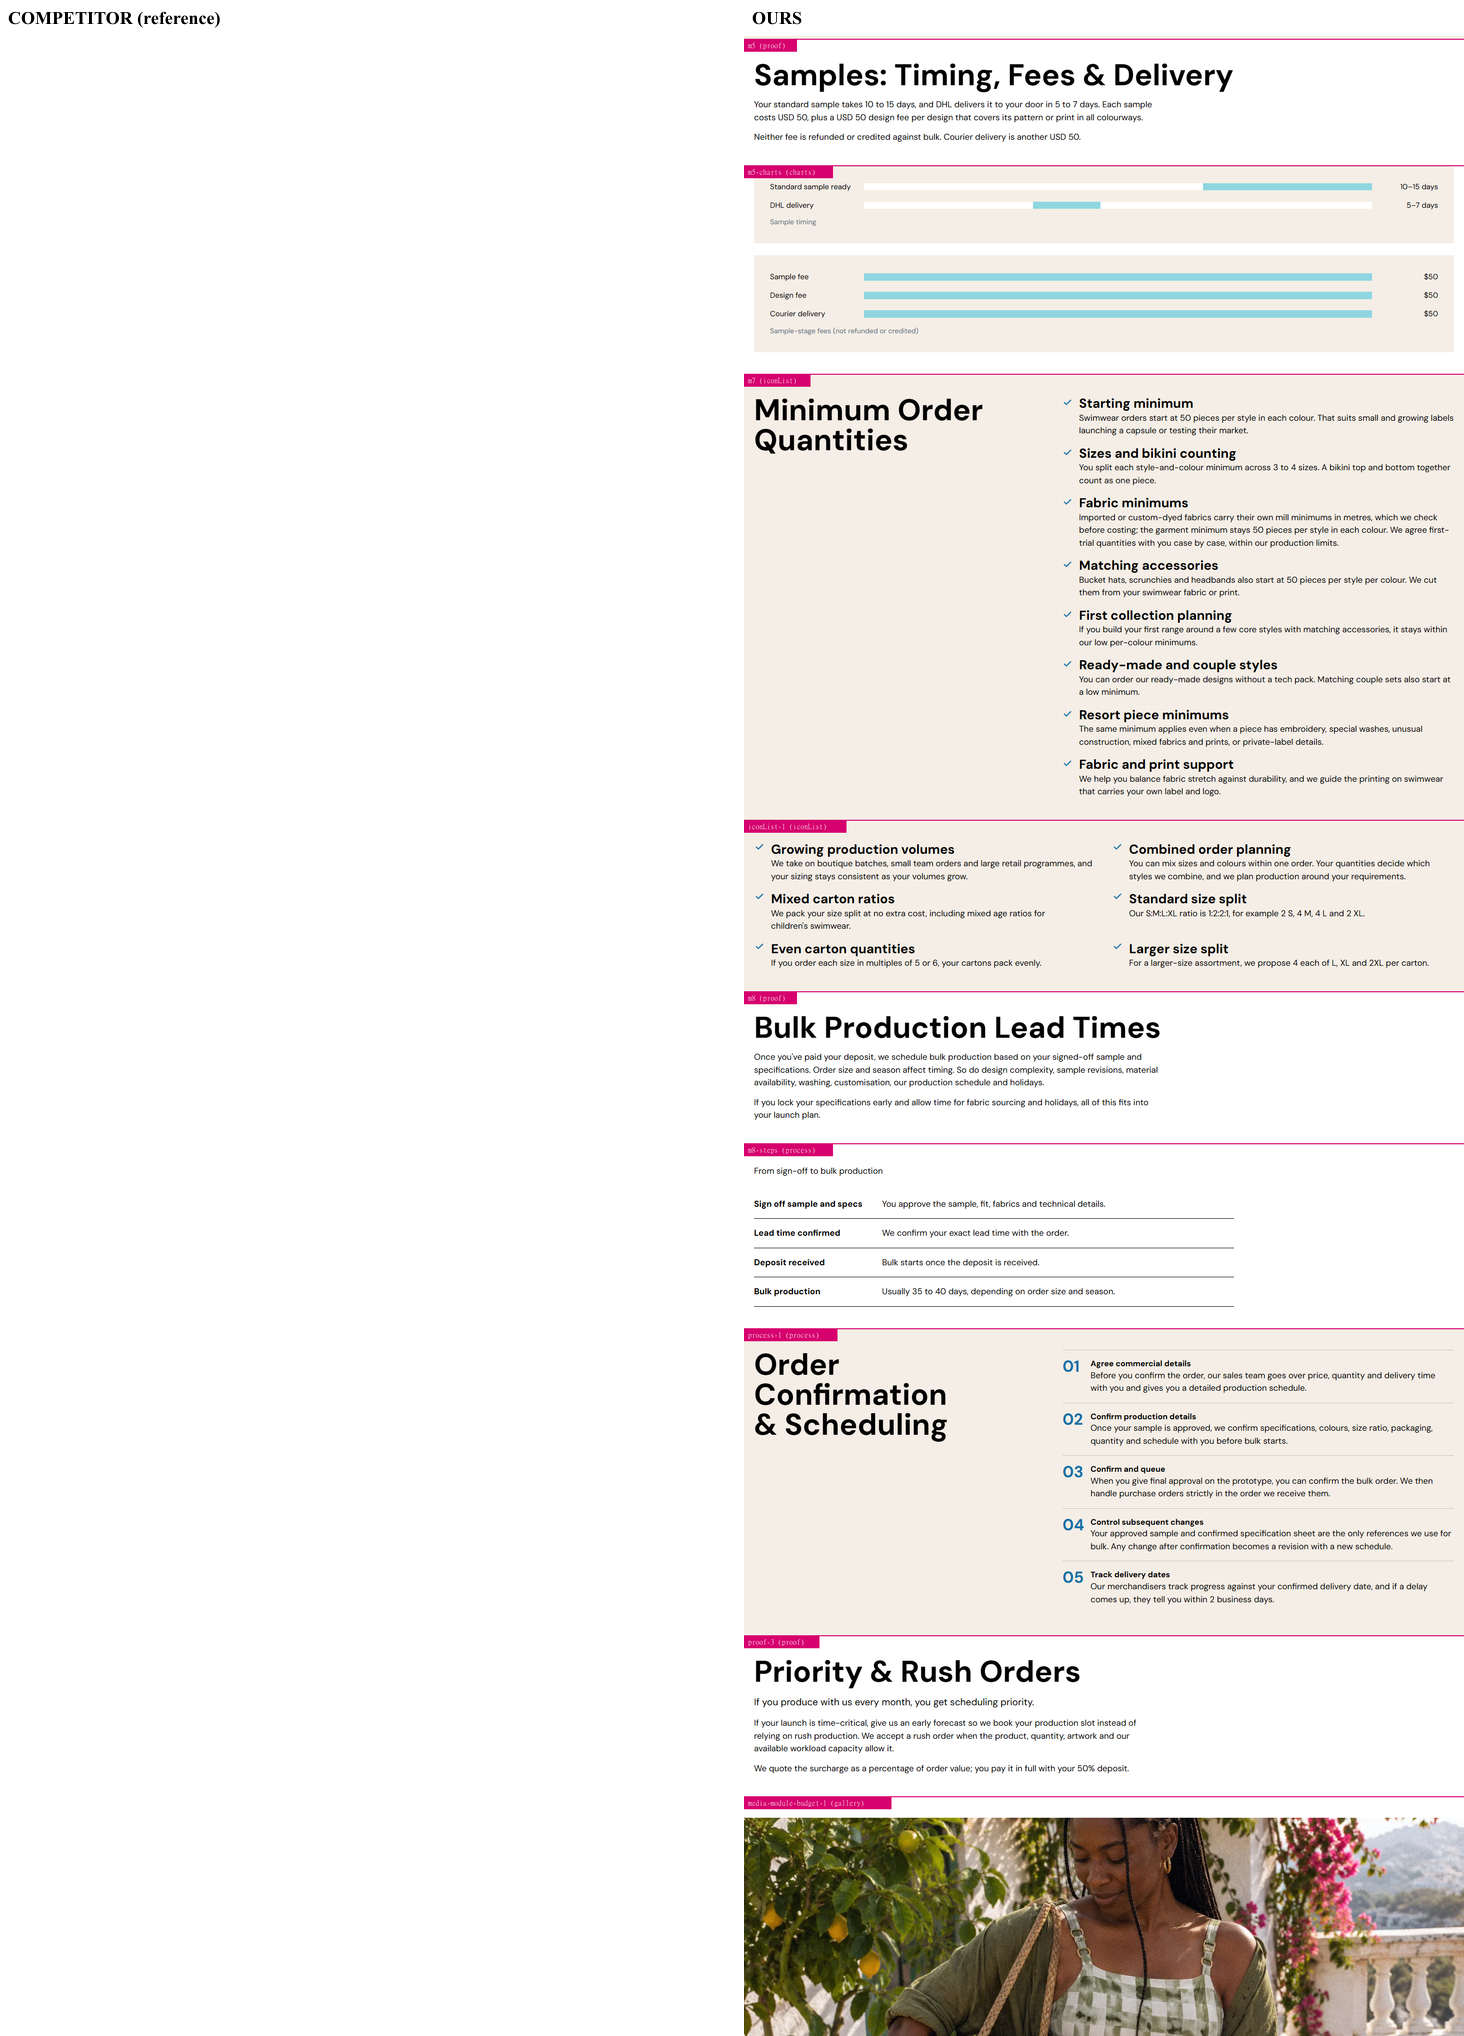 COMPETITOR (reference)
OURS
m5 (proof)
Samples: Timing, Fees & Delivery
Your standard sample takes 10 to 15 days, and DHL delivers it to your door in 5 to 7 days. Each sample
costs USD 50, plus a USD 50 design fee per design that covers its pattern or print in all colourways.
Neither fee is refunded or credited against bulk. Courier delivery is another USD 50.
m5-charts (charts)
Standard sample ready 10–15 days
DHL delivery 5–7 days
Sample timing
Sample fee $50
Design fee $50
Courier delivery $50
Sample-stage fees (not refunded or credited)
m7 (iconList)
Minimum Order
Quantities
Starting minimum
Swimwear orders start at 50 pieces per style in each colour. That suits small and growing labels
launching a capsule or testing their market.
Sizes and bikini counting
You split each style-and-colour minimum across 3 to 4 sizes. A bikini top and bottom together
count as one piece.
Fabric minimums
Imported or custom-dyed fabrics carry their own mill minimums in metres, which we check
before costing; the garment minimum stays 50 pieces per style in each colour. We agree first-
trial quantities with you case by case, within our production limits.
Matching accessories
Bucket hats, scrunchies and headbands also start at 50 pieces per style per colour. We cut
them from your swimwear fabric or print.
First collection planning
If you build your first range around a few core styles with matching accessories, it stays within
our low per-colour minimums.
Ready-made and couple styles
You can order our ready-made designs without a tech pack. Matching couple sets also start at
a low minimum.
Resort piece minimums
The same minimum applies even when a piece has embroidery, special washes, unusual
construction, mixed fabrics and prints, or private-label details.
Fabric and print support
We help you balance fabric stretch against durability, and we guide the printing on swimwear
that carries your own label and logo.
iconList-1 (iconList)
Growing production volumes
We take on boutique batches, small team orders and large retail programmes, and
your sizing stays consistent as your volumes grow.
Combined order planning
You can mix sizes and colours within one order. Your quantities decide which
styles we combine, and we plan production around your requirements.
Mixed carton ratios
We pack your size split at no extra cost, including mixed age ratios for
children's swimwear.
Standard size split
Our S:M:L:XL ratio is 1:2:2:1, for example 2 S, 4 M, 4 L and 2 XL.
Even carton quantities
If you order each size in multiples of 5 or 6, your cartons pack evenly.
Larger size split
For a larger-size assortment, we propose 4 each of L, XL and 2XL per carton.
m8 (proof)
Bulk Production Lead Times
Once you've paid your deposit, we schedule bulk production based on your signed-off sample and
specifications. Order size and season affect timing. So do design complexity, sample revisions, material
availability, washing, customisation, our production schedule and holidays.
If you lock your specifications early and allow time for fabric sourcing and holidays, all of this fits into
your launch plan.
m8-steps (process)
From sign-off to bulk production
Sign off sample and specs You approve the sample, fit, fabrics and technical details.
Lead time confirmed We confirm your exact lead time with the order.
Deposit received Bulk starts once the deposit is received.
Bulk production Usually 35 to 40 days, depending on order size and season.
process-1 (process)
Order
Confirmation
& Scheduling
01 Agree commercial details
Before you confirm the order, our sales team goes over price, quantity and delivery time
with you and gives you a detailed production schedule.
02 Confirm production details
Once your sample is approved, we confirm specifications, colours, size ratio, packaging,
quantity and schedule with you before bulk starts.
03 Confirm and queue
When you give final approval on the prototype, you can confirm the bulk order. We then
handle purchase orders strictly in the order we receive them.
04 Control subsequent changes
Your approved sample and confirmed specification sheet are the only references we use for
bulk. Any change after confirmation becomes a revision with a new schedule.
05 Track delivery dates
Our merchandisers track progress against your confirmed delivery date, and if a delay
comes up, they tell you within 2 business days.
proof-3 (proof)
Priority & Rush Orders
If you produce with us every month, you get scheduling priority.
If your launch is time-critical, give us an early forecast so we book your production slot instead of
relying on rush production. We accept a rush order when the product, quantity, artwork and our
available workload capacity allow it.
We quote the surcharge as a percentage of order value; you pay it in full with your 50% deposit.
media-module-budget-1 (gallery)